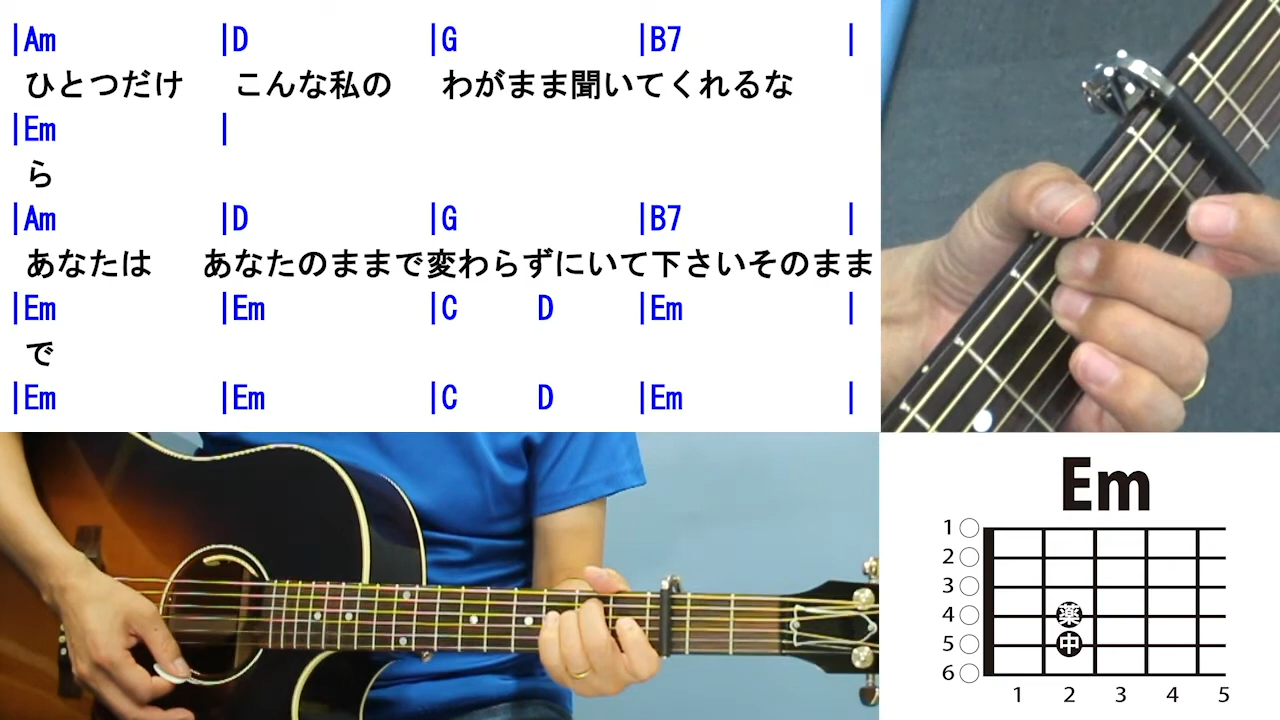 |Am |D |G |B7 |
ひとつだけ こんな私の わがまま聞いてくれるな
|Em |
ら
|Am |D |G |B7 |
あなたは あなたのままで変わらずにいて下さいそのまま
|Em |Em |C D |Em |
で
|Em |Em |C D |Em |
Em
1
2
3
4 薬
5 中
6
1 2 3 4 5